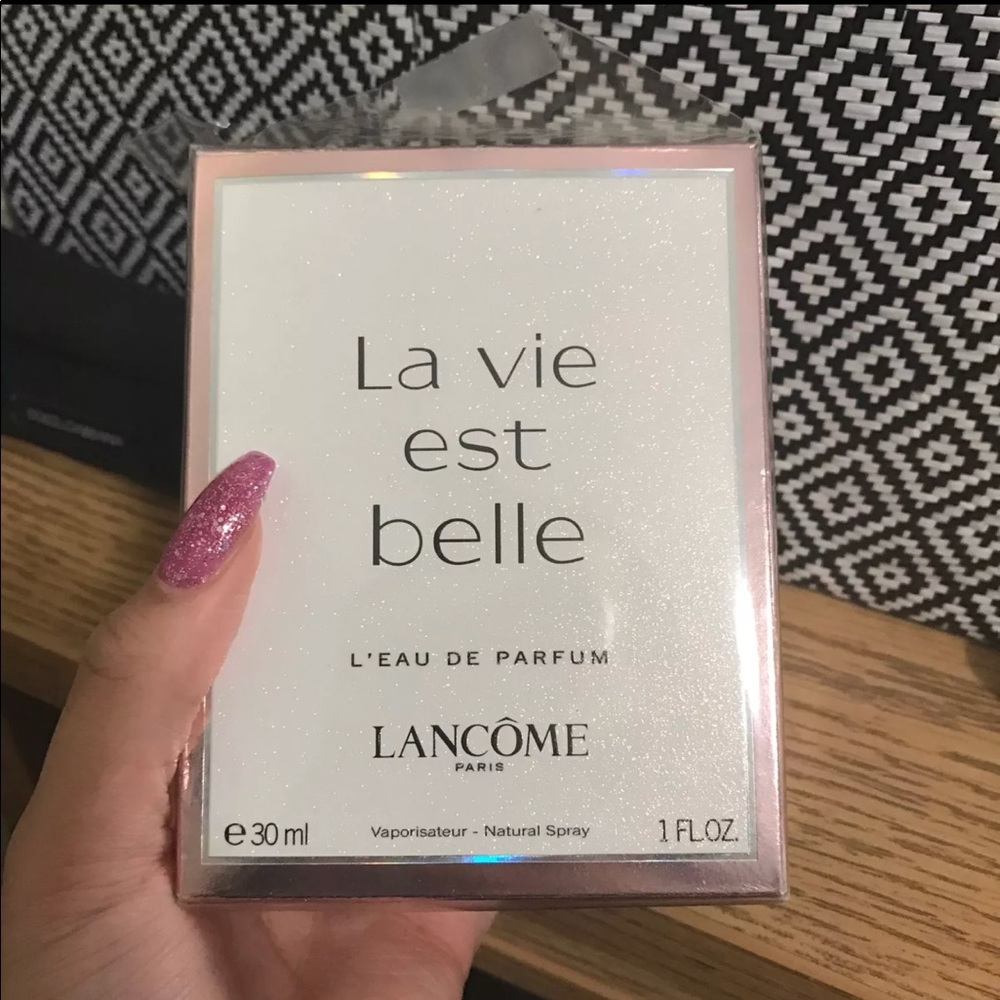 La vie
est
belle
L'EAU DE PARFUM
LANCÔME
PARIS
e 30 ml
Vaporisateur - Natural Spray
1 FL.OZ.